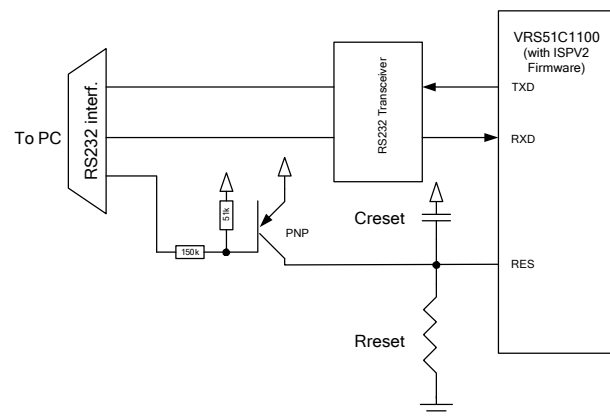 VRS51C1100
(with ISPV2
Firmware)
TXD
RXD
RES
RS232 Transceiver
RS232 interf.
To PC
51k
150k
PNP
Creset
Rreset